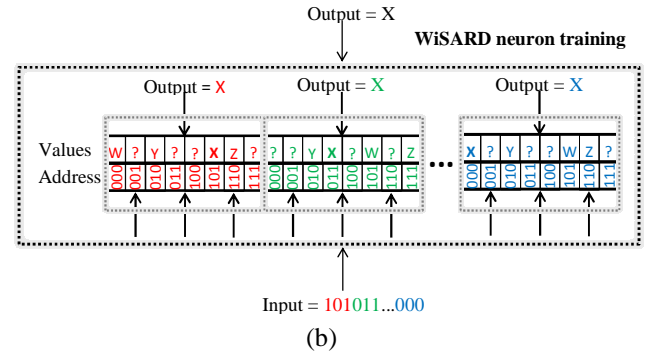 Output = X
WiSARD neuron training
Output = X Output = X Output = X
Values W ? Y ? ? X Z ? ? ? Y X ? W ? Z ... X ? Y ? ? W Z ?
Address 000 001 010 011 100 101 110 111 000 001 010 011 100 101 110 111 000 001 010 011 100 101 110 111
Input = 101011...000
(b)